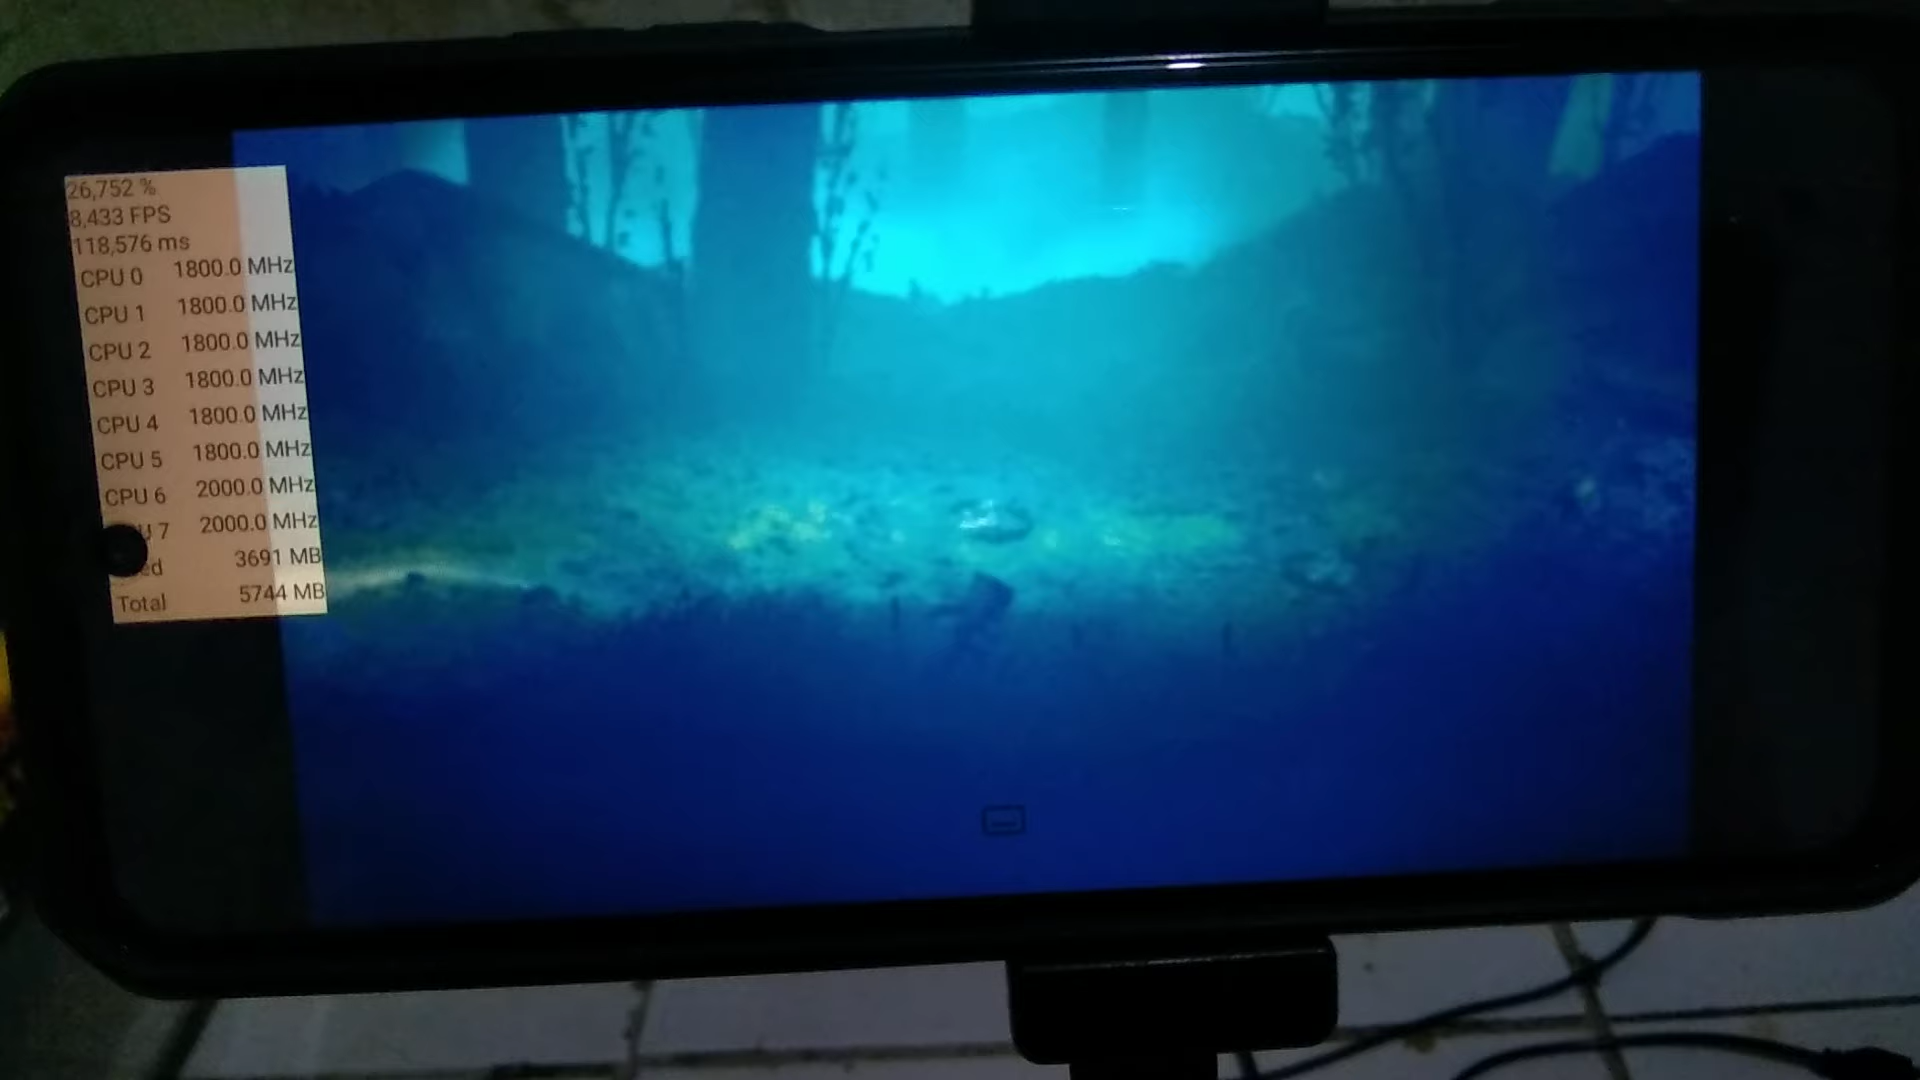 26,752 %
8,433 FPS
118,576 ms
CPU 0 1800.0 MHz
CPU 1 1800.0 MHz
CPU 2 1800.0 MHz
CPU 3 1800.0 MHz
CPU 4 1800.0 MHz
CPU 5 1800.0 MHz
CPU 6 2000.0 MHz
7 2000.0 MHz
3691 MB
Total 5744 MB